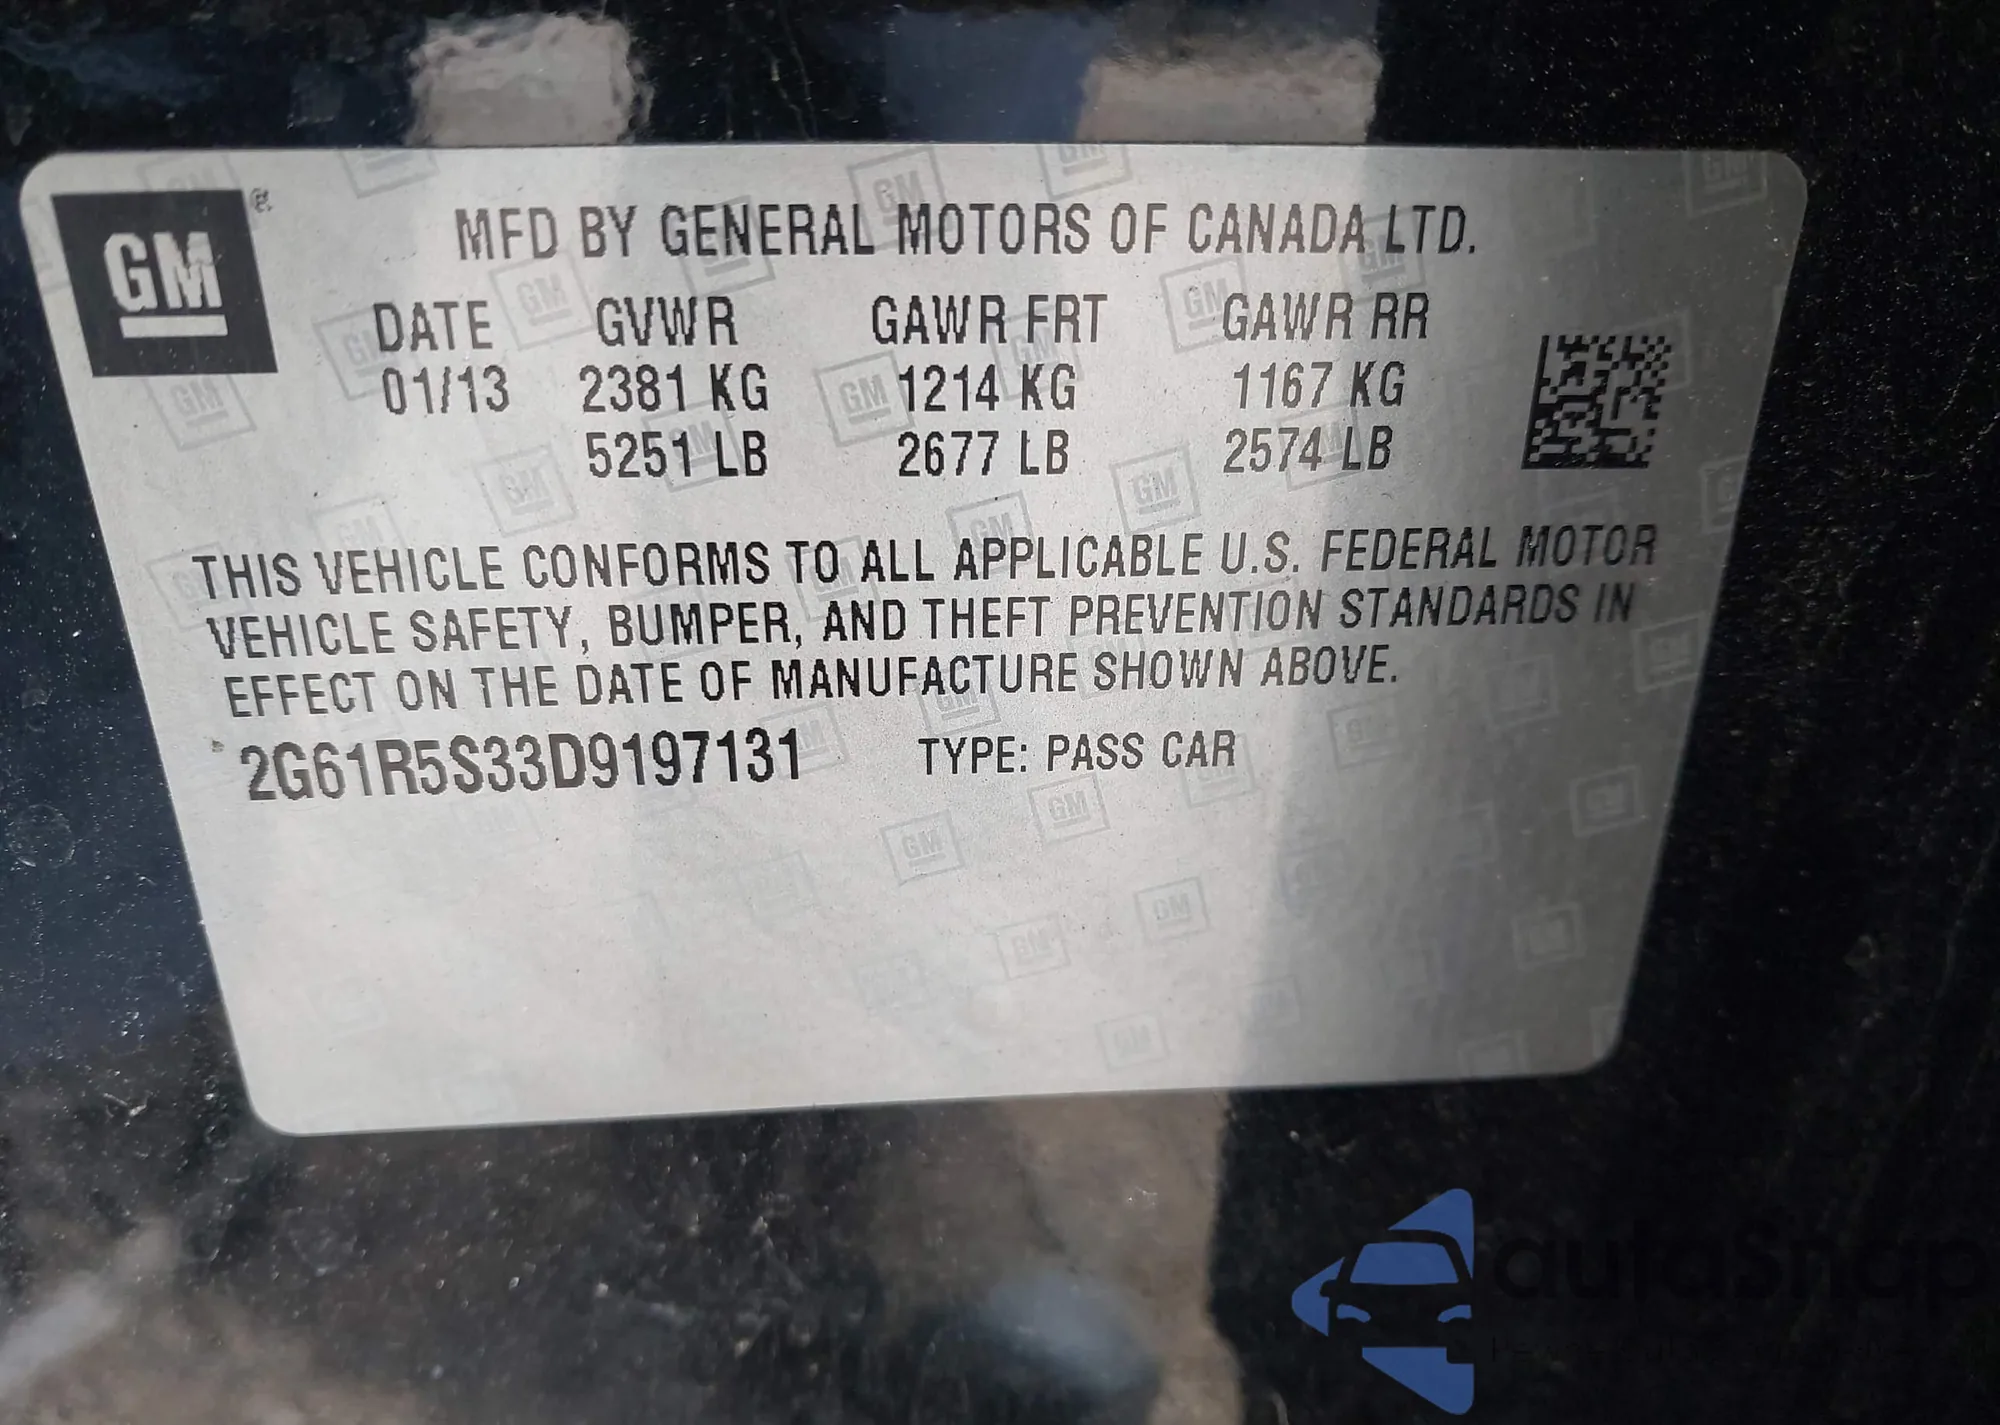 GM ®
MFD BY GENERAL MOTORS OF CANADA LTD.
DATE GVWR GAWR FRT GAWR RR
01/13 2381 KG 1214 KG 1167 KG
5251 LB 2677 LB 2574 LB
THIS VEHICLE CONFORMS TO ALL APPLICABLE U.S. FEDERAL MOTOR
VEHICLE SAFETY, BUMPER, AND THEFT PREVENTION STANDARDS IN
EFFECT ON THE DATE OF MANUFACTURE SHOWN ABOVE.
2G61R5S33D9197131 TYPE: PASS CAR